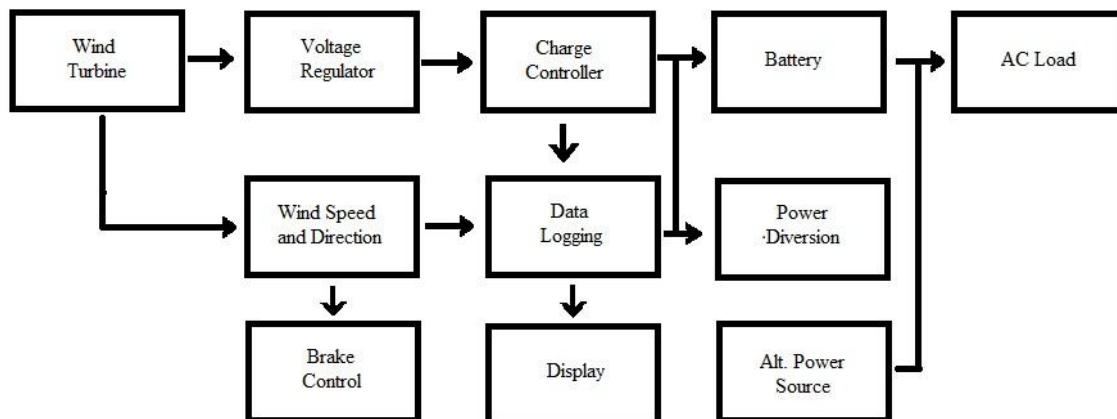 Wind
Turbine
Voltage
Regulator
Charge
Controller
Battery
AC Load
Wind Speed
and Direction
Data
Logging
Power
·Diversion
Brake
Control
Display
Alt. Power
Source